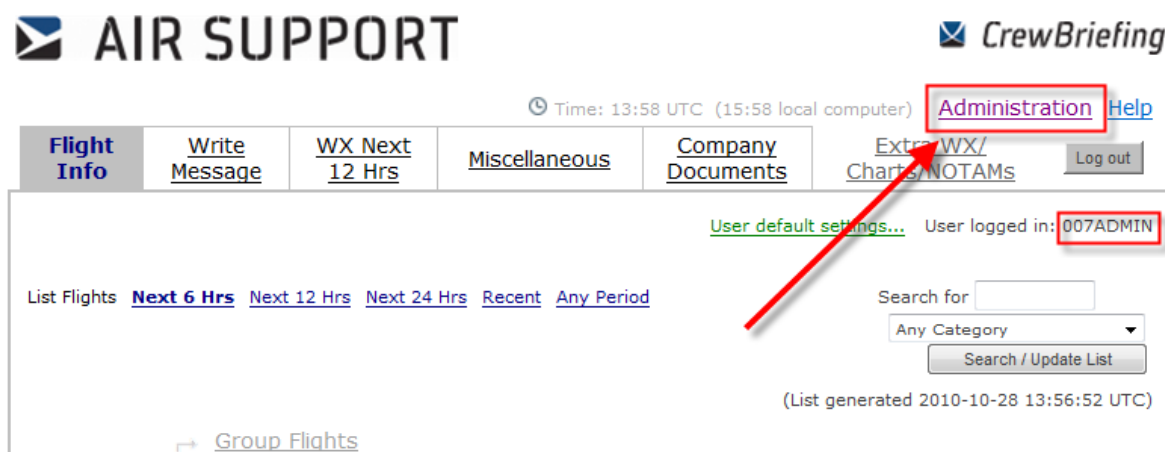 AIR SUPPORT
CrewBriefing
Time: 13:58 UTC (15:58 local computer) Administration Help
Flight Info
Write Message
WX Next 12 Hrs
Miscellaneous
Company Documents
Extra WX/ Charts/NOTAMs
Log out
User default settings... User logged in: 007ADMIN
List Flights Next 6 Hrs Next 12 Hrs Next 24 Hrs Recent Any Period
Search for
Any Category
Search / Update List
(List generated 2010-10-28 13:56:52 UTC)
Group Flights